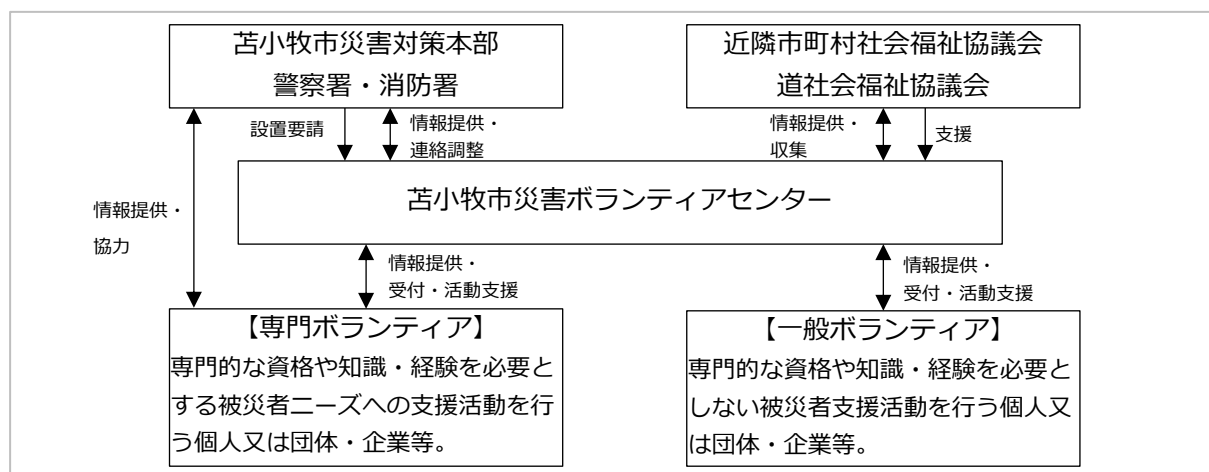 苫小牧市災害対策本部
警察署・消防署
近隣市町村社会福祉協議会
道社会福祉協議会
設置要請
情報提供・
連絡調整
情報提供・
収集
支援
苫小牧市災害ボランティアセンター
情報提供・
協力
情報提供・
受付・活動支援
情報提供・
受付・活動支援
【専門ボランティア】
専門的な資格や知識・経験を必要と
する被災者ニーズへの支援活動を行
う個人又は団体・企業等。
【一般ボランティア】
専門的な資格や知識・経験を必要と
しない被災者支援活動を行う個人又
は団体・企業等。